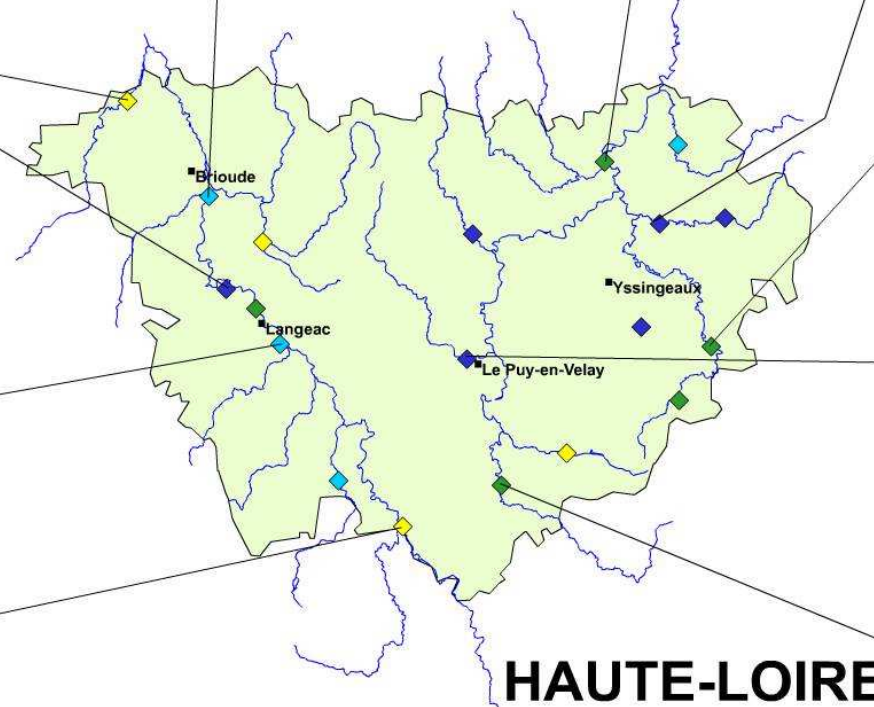 Brioude
Yssingeaux
Langeac
Le Puy-en-Velay
HAUTE-LOIRE